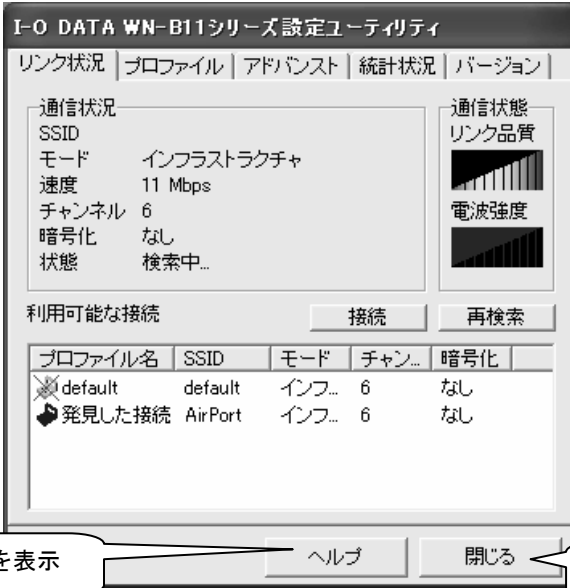 I-O DATA WN-B11シリーズ設定ユーティリティ
リンク状況 プロファイル アドバンスト 統計状況 バージョン
通信状況
SSID
モード インフラストラクチャ
速度 11 Mbps
チャンネル 6
暗号化 なし
状態 検索中...
通信状態
リンク品質
電波強度
利用可能な接続 接続 再検索
プロファイル名 SSID モード チャン... 暗号化
default default インフ... 6 なし
発見した接続 AirPort インフ... 6 なし
を表示 ヘルプ 閉じる